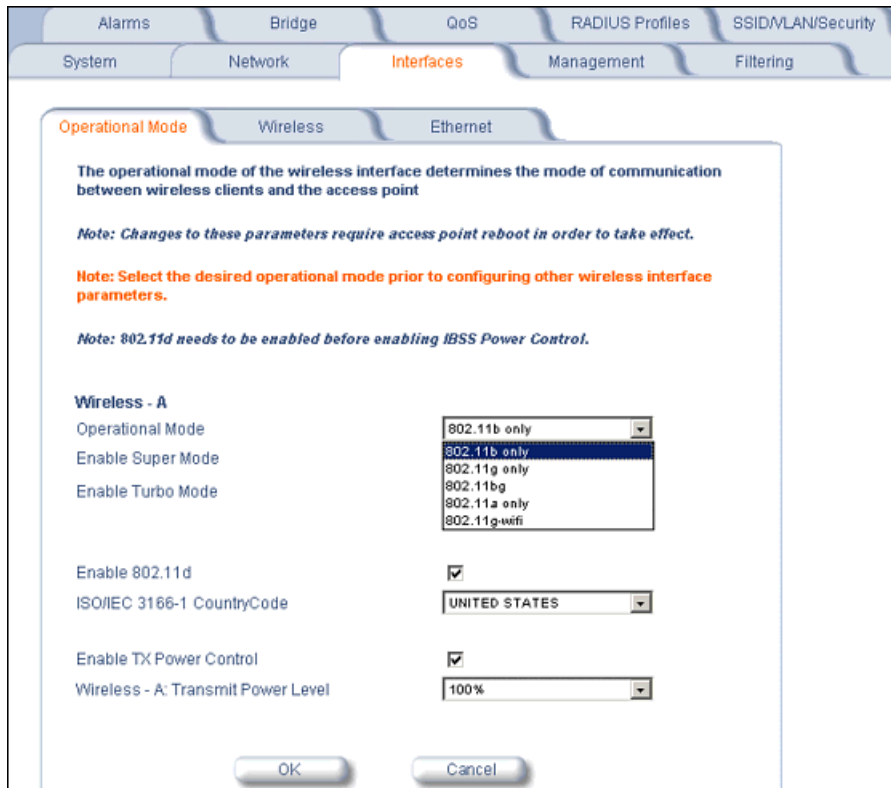 Alarms Bridge QoS RADIUS Profiles SSID/VLAN/Security
System Network Interfaces Management Filtering
Operational Mode Wireless Ethernet
The operational mode of the wireless interface determines the mode of communication
between wireless clients and the access point
Note: Changes to these parameters require access point reboot in order to take effect.
Note: Select the desired operational mode prior to configuring other wireless interface
parameters.
Note: 802.11d needs to be enabled before enabling IBSS Power Control.
Wireless - A
Operational Mode 802.11b only
Enable Super Mode 802.11b only
802.11g only
Enable Turbo Mode 802.11bg
802.11a only
802.11g-wifi
Enable 802.11d
ISO/IEC 3166-1 CountryCode UNITED STATES
Enable TX Power Control
Wireless - A: Transmit Power Level 100%
OK Cancel